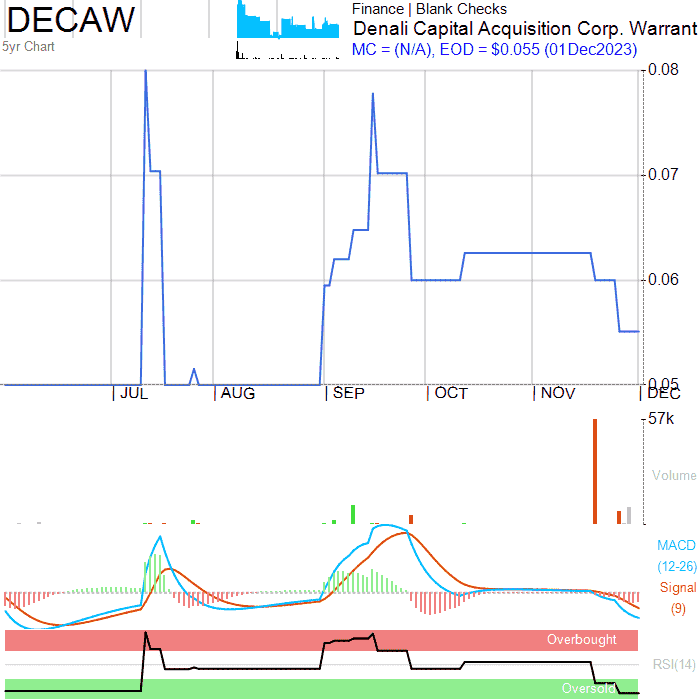 DECAW
5yr Chart
Finance | Blank Checks
Denali Capital Acquisition Corp. Warrant
MC = (N/A), EOD = $0.055 (01Dec2023)
0.08
0.07
0.06
0.05
JUL AUG SEP OCT NOV DEC
57k
Volume
MACD
(12-26)
Signal
(9)
Overbought
RSI(14)
Oversold